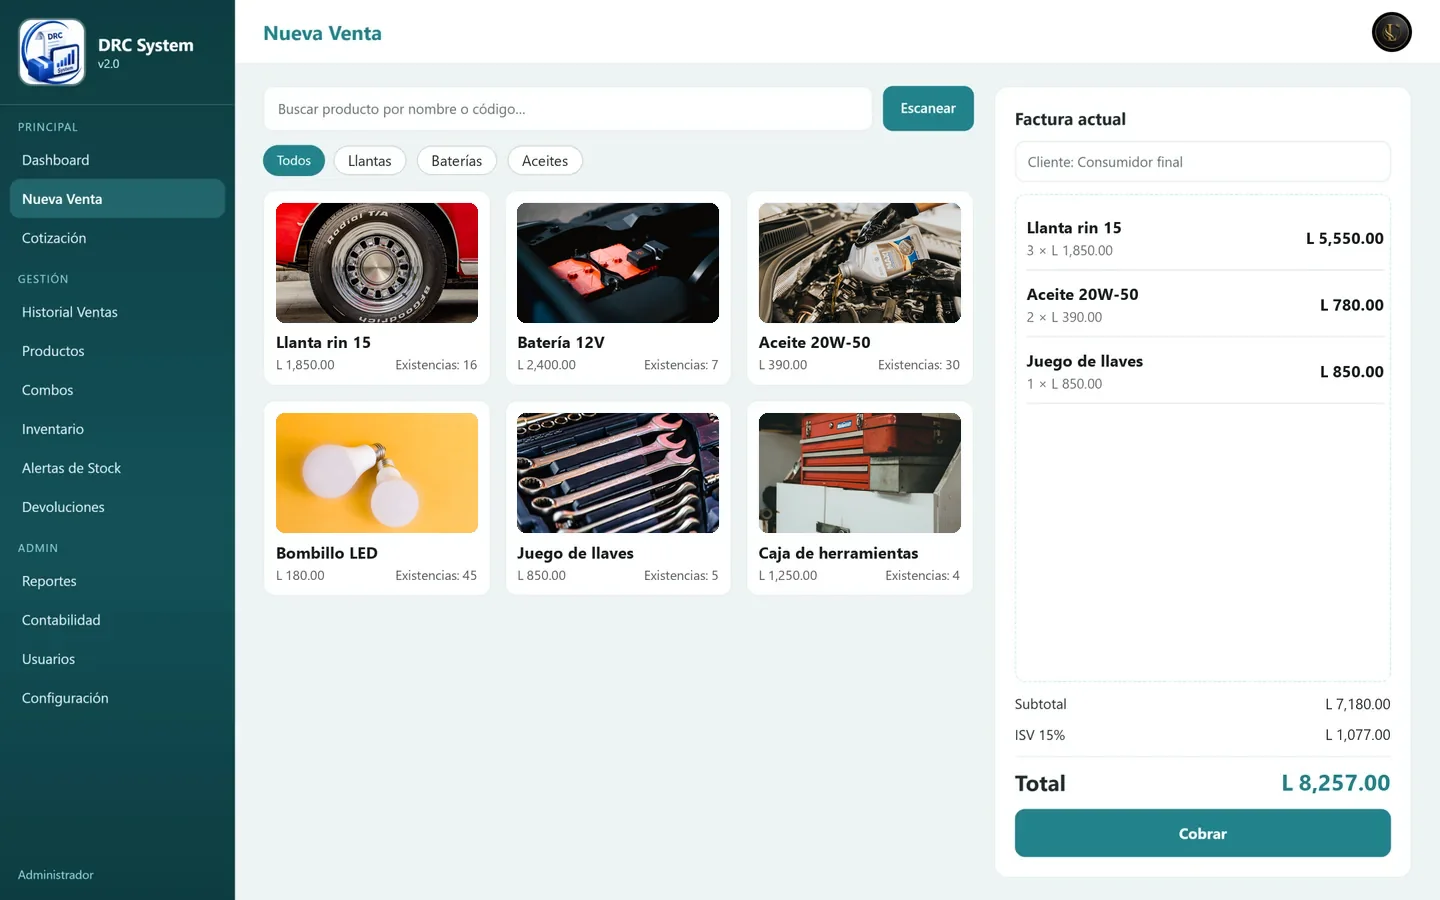 DRC
System
DRC System
v2.0
PRINCIPAL
Dashboard
Nueva Venta
Cotización
GESTIÓN
Historial Ventas
Productos
Combos
Inventario
Alertas de Stock
Devoluciones
ADMIN
Reportes
Contabilidad
Usuarios
Configuración
Administrador
Nueva Venta
Buscar producto por nombre o código...
Escanear
Todos
Llantas
Baterías
Aceites
Radial T/A
BFGoodrich
Llanta rin 15
L 1,850.00 Existencias: 16
Batería 12V
L 2,400.00 Existencias: 7
Aceite 20W-50
L 390.00 Existencias: 30
Bombillo LED
L 180.00 Existencias: 45
Juego de llaves
L 850.00 Existencias: 5
Caja de herramientas
L 1,250.00 Existencias: 4
Factura actual
Cliente: Consumidor final
Llanta rin 15
3 × L 1,850.00
L 5,550.00
Aceite 20W-50
2 × L 390.00
L 780.00
Juego de llaves
1 × L 850.00
L 850.00
Subtotal L 7,180.00
ISV 15% L 1,077.00
Total L 8,257.00
Cobrar